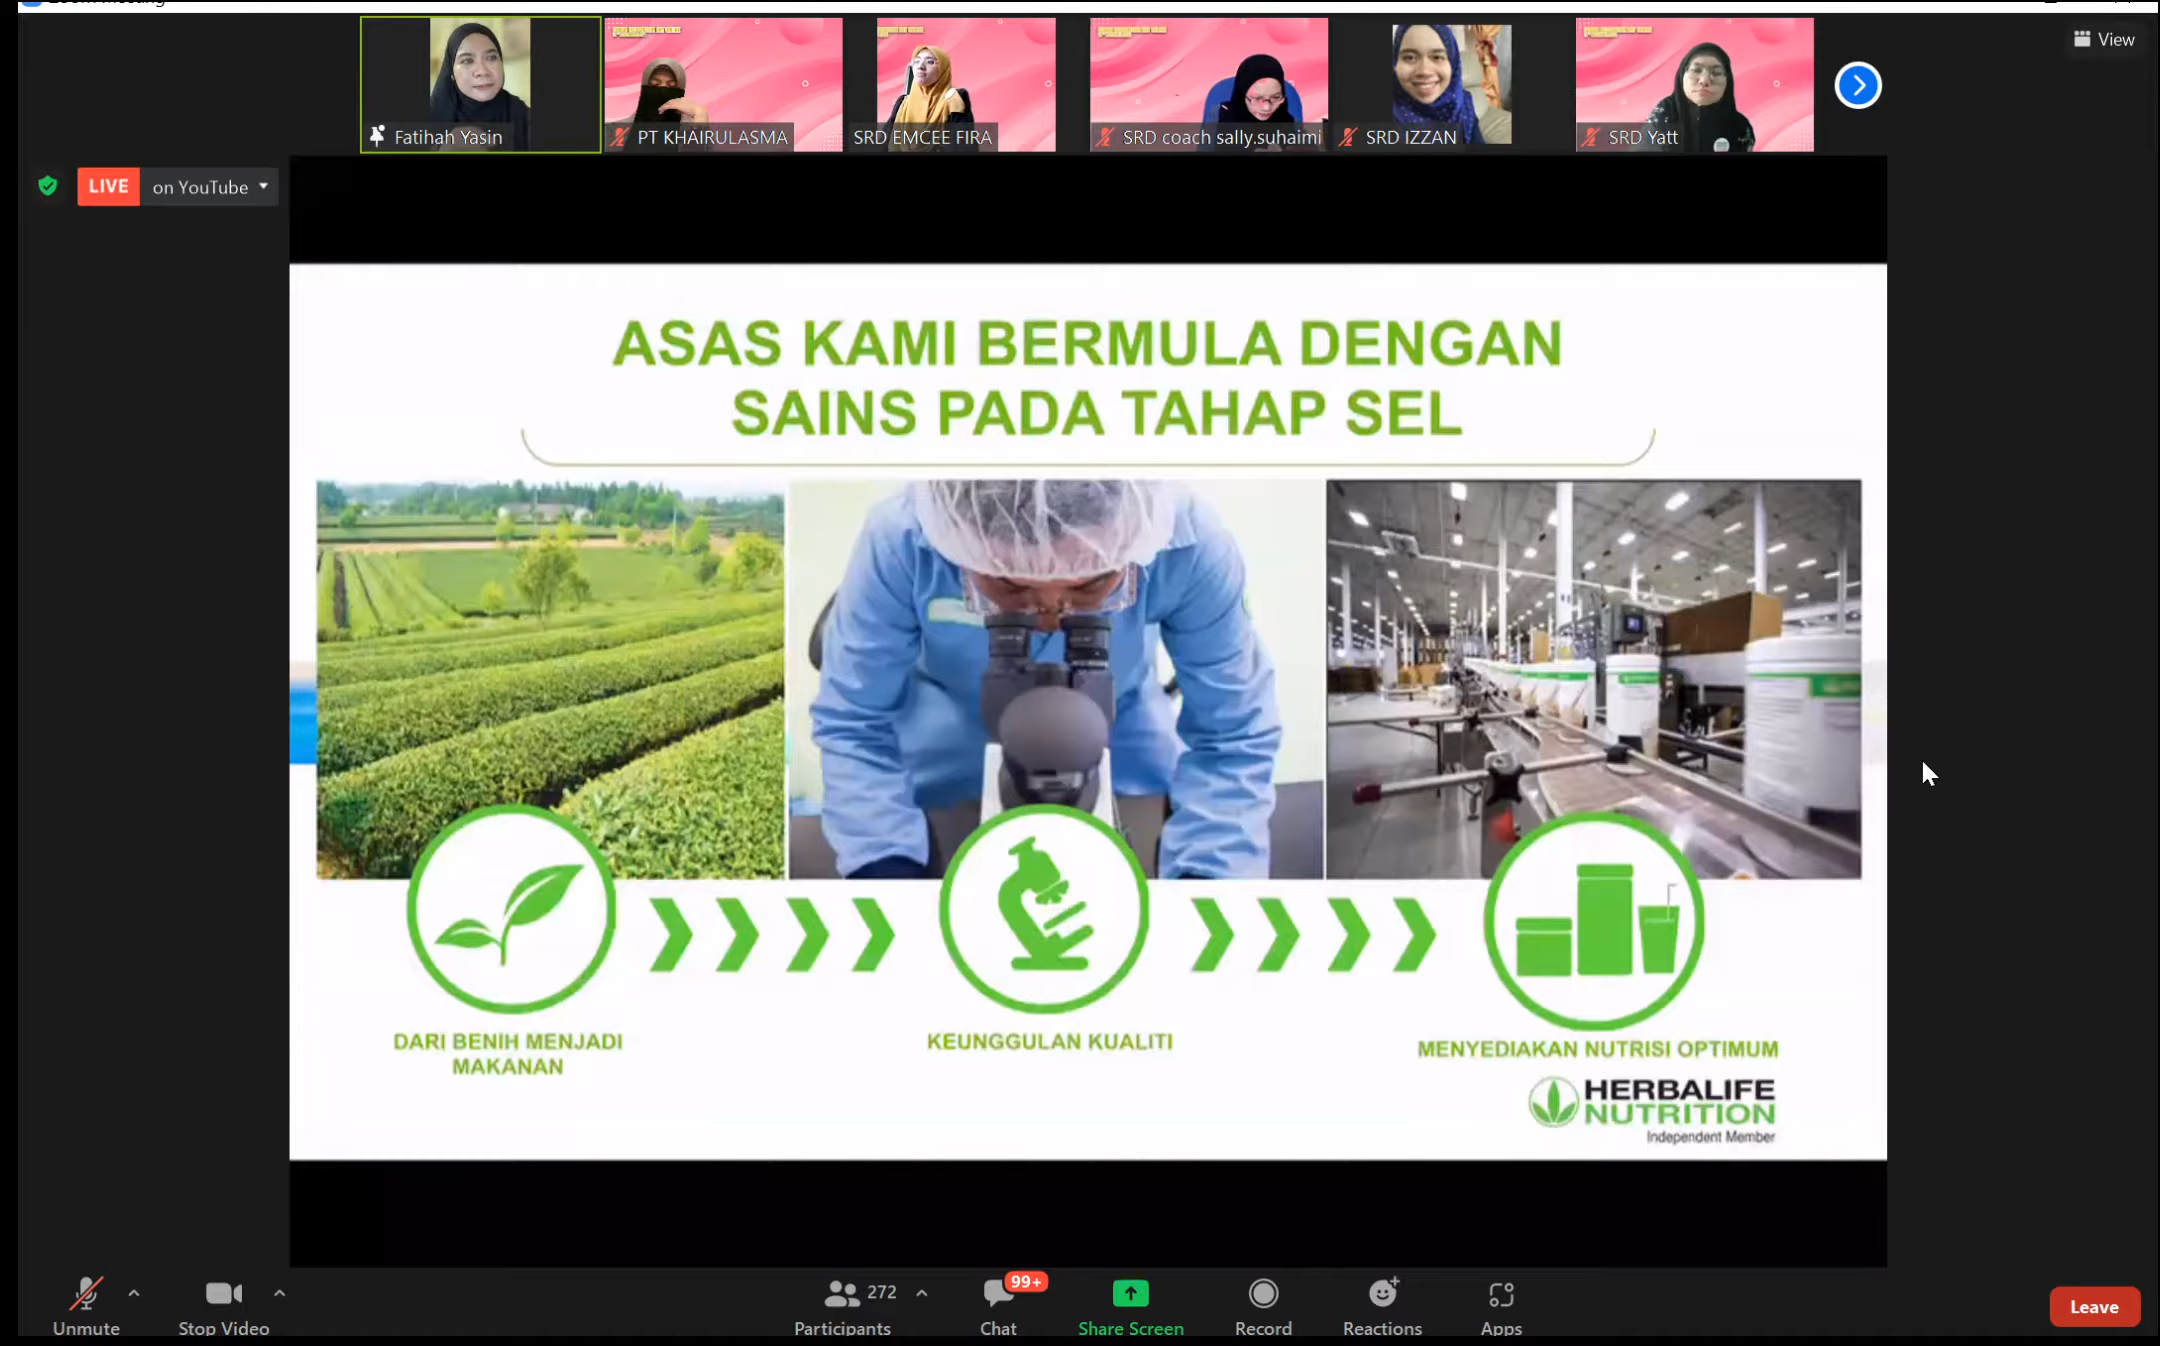 View
Fatihah Yasin
PT KHAIRULASMA
SRD EMCEE FIRA
SRD coach sally.suhaimi
SRD IZZAN
SRD Yatt
LIVE on YouTube
ASAS KAMI BERMULA DENGAN
SAINS PADA TAHAP SEL
DARI BENIH MENJADI
MAKANAN
KEUNGGULAN KUALITI
MENYEDIAKAN NUTRISI OPTIMUM
HERBALIFE
NUTRITION
Independent Member
272
99+
Unmute
Stop Video
Participants
Chat
Share Screen
Record
Reactions
Apps
Leave